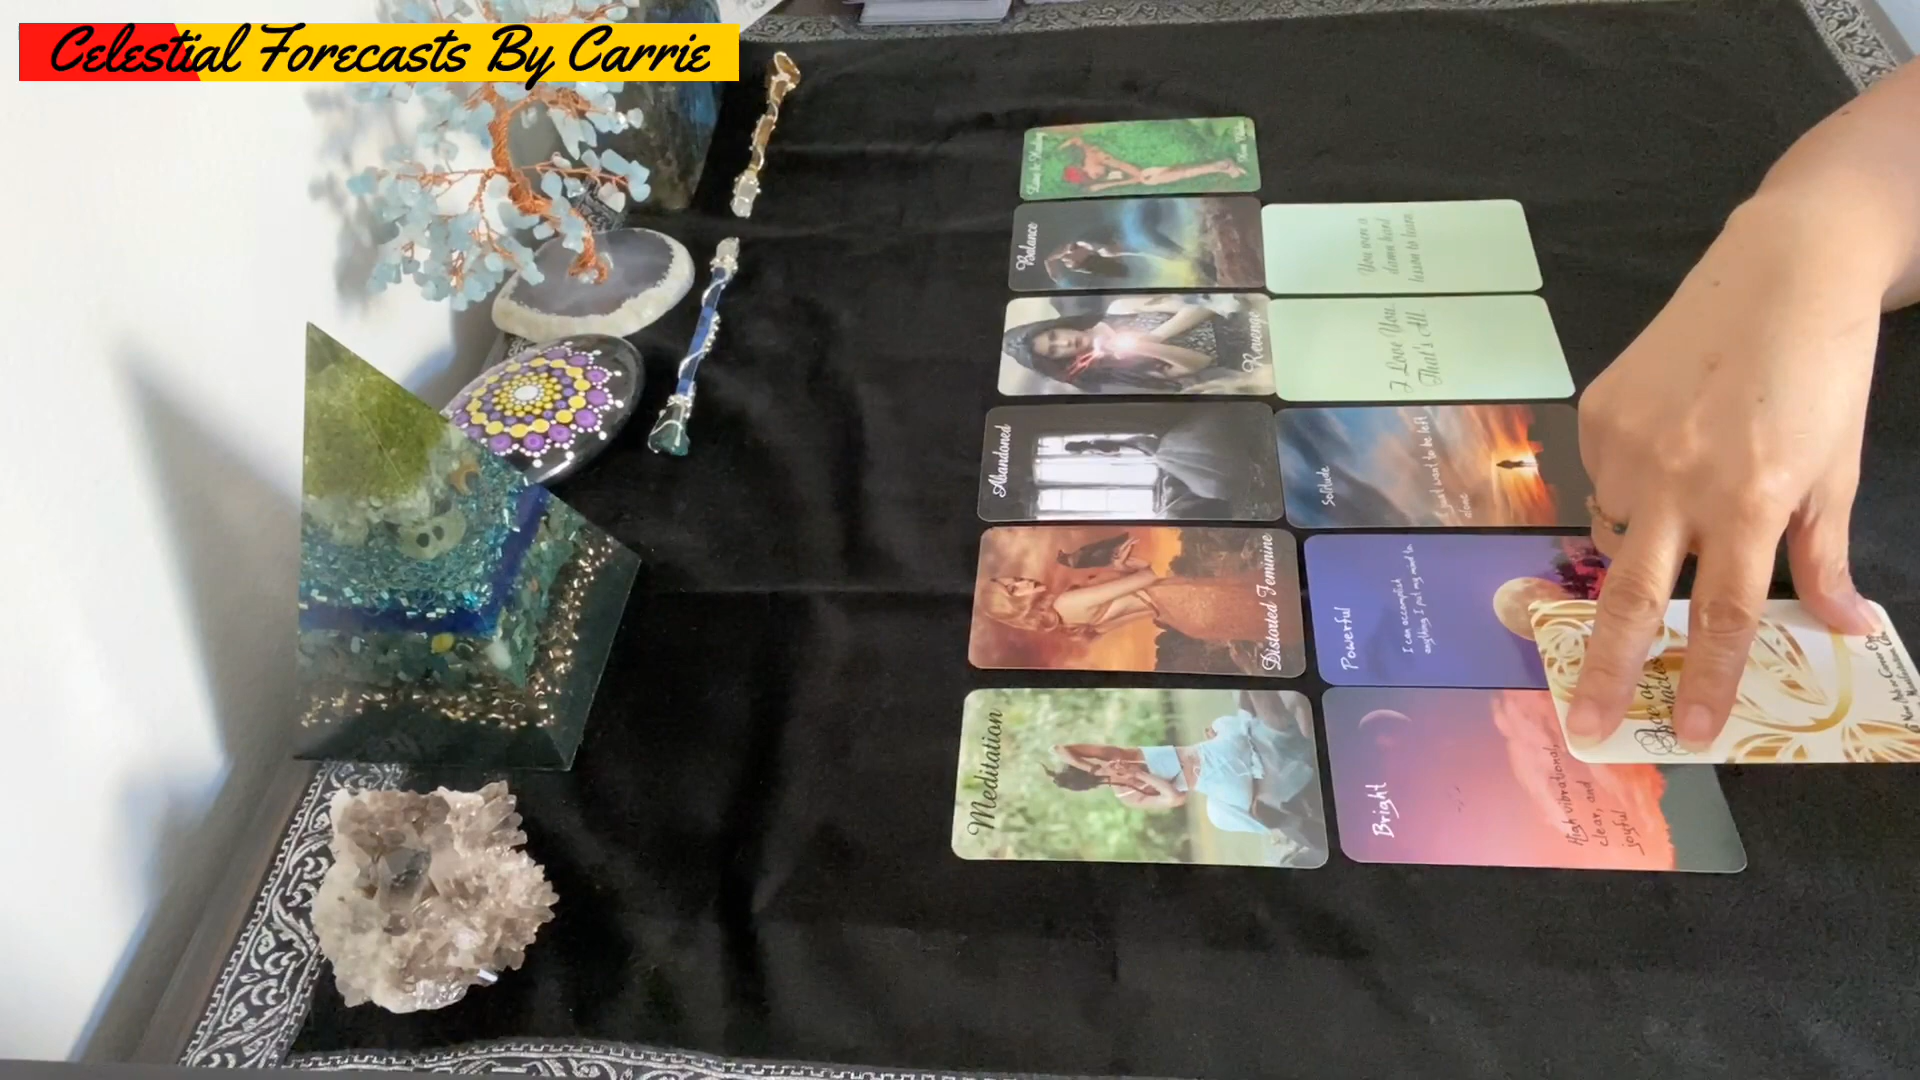 Celestial Forecasts By Carrie
Balance
You were a
damn hard
lesson to learn
Revenge
I Love You.
That's All.
Abandoned
Solitude
I just want to be left
alone
Distorted Feminine
Powerful
I can accomplish
anything I put my mind to
Meditation
Bright
High vibrational,
clear, and
joyful
Ace of